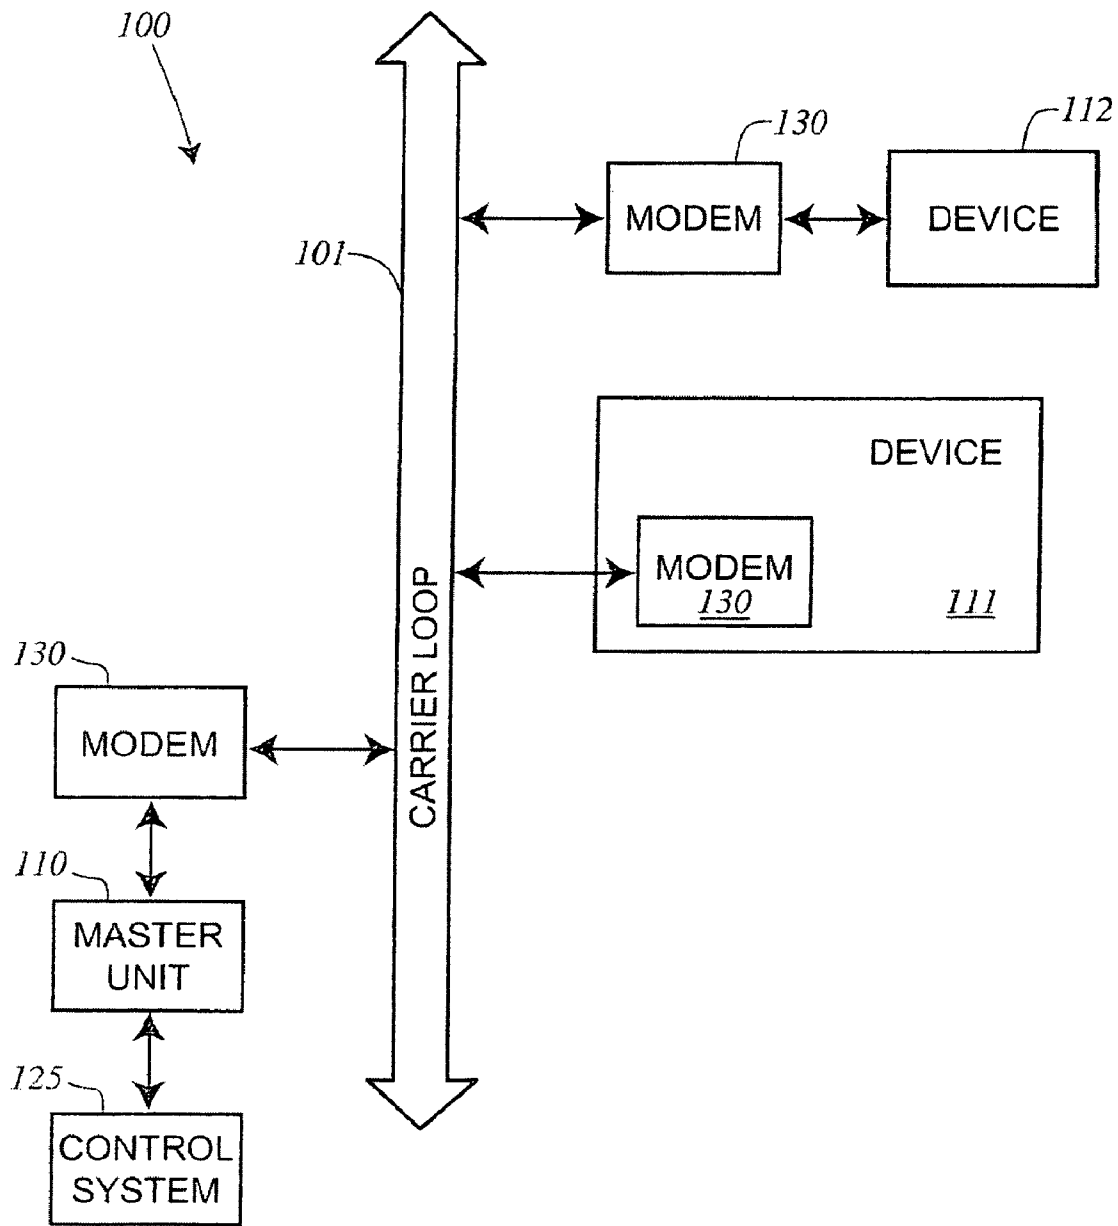 100
130
112
MODEM
DEVICE
101
DEVICE
MODEM
130
111
CARRIER LOOP
130
MODEM
110
MASTER
UNIT
125
CONTROL
SYSTEM